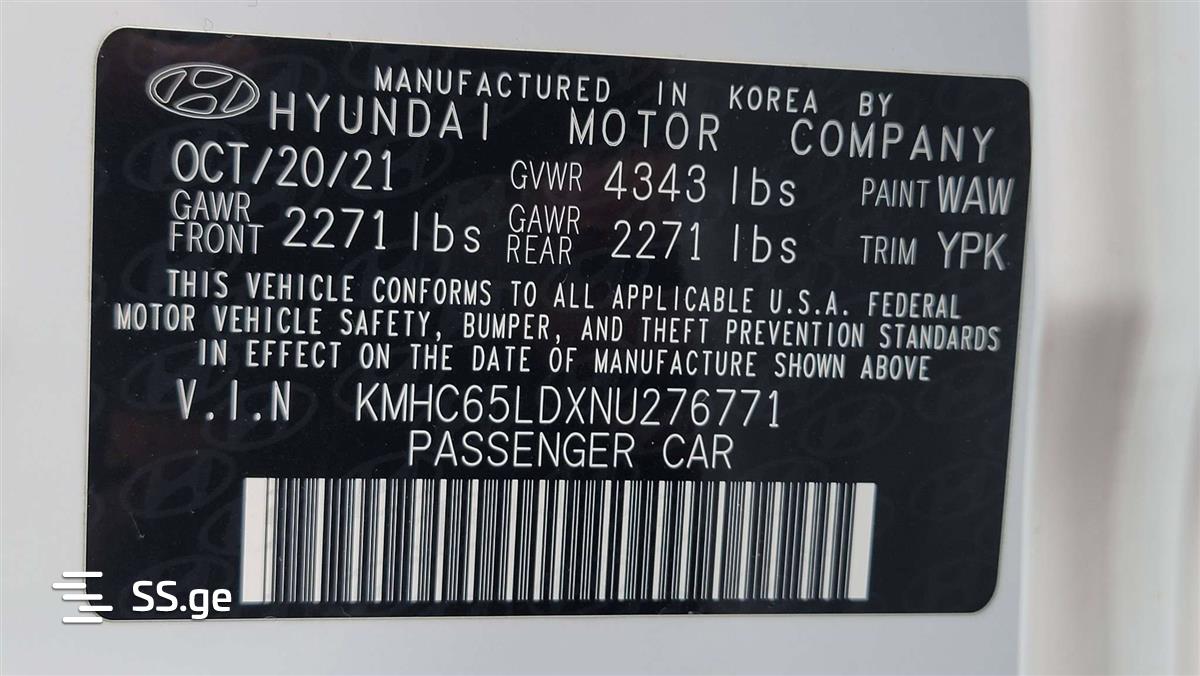 MANUFACTURED IN KOREA BY
HYUNDAI MOTOR COMPANY
OCT/20/21 GVWR 4343 lbs PAINT WAW
GAWR FRONT 2271 lbs GAWR REAR 2271 lbs TRIM YPK
THIS VEHICLE CONFORMS TO ALL APPLICABLE U.S.A. FEDERAL
MOTOR VEHICLE SAFETY, BUMPER, AND THEFT PREVENTION STANDARDS
IN EFFECT ON THE DATE OF MANUFACTURE SHOWN ABOVE
V.I.N KMHC65LDXNU276771
PASSENGER CAR
SS.ge